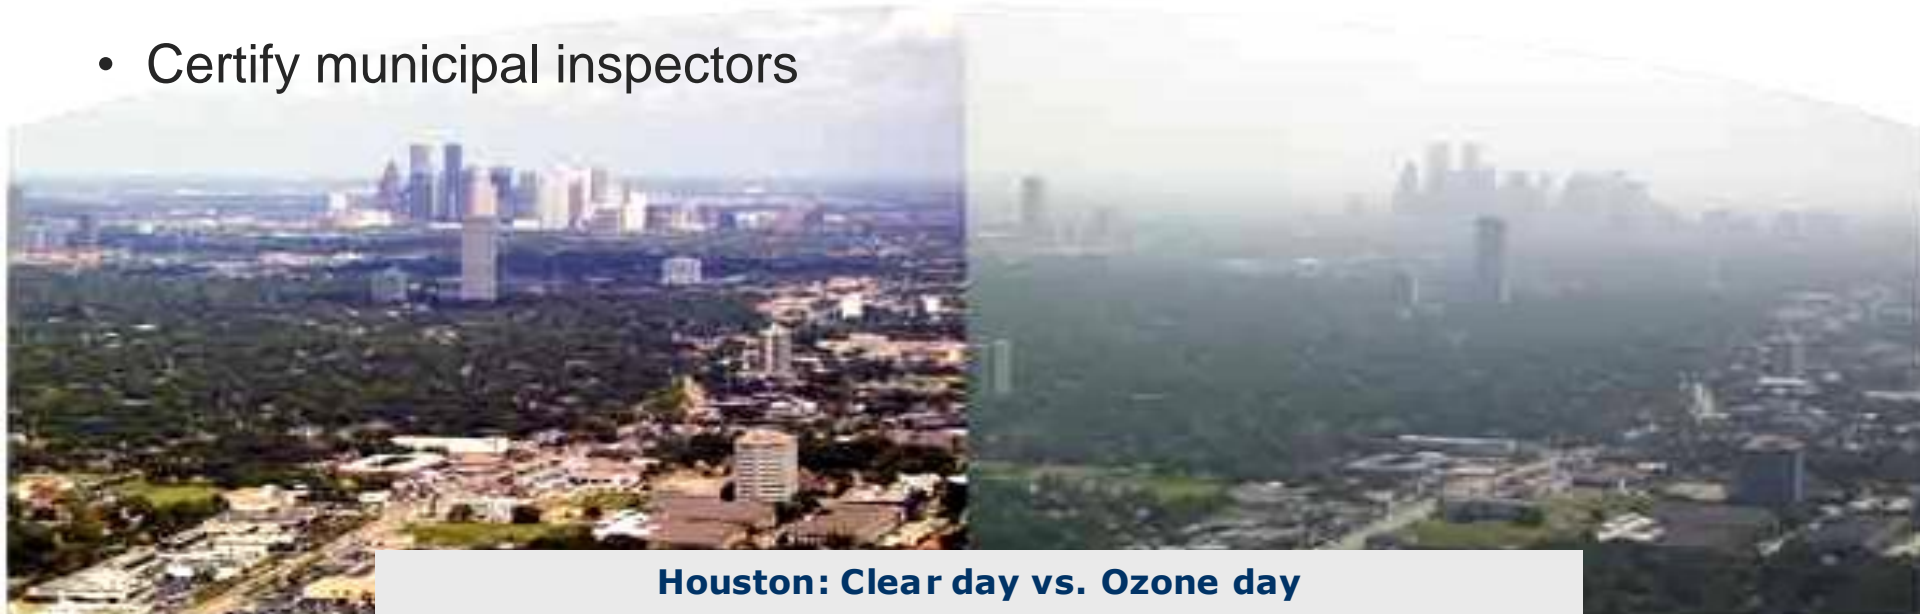 • Certify municipal inspectors
Houston: Clear day vs. Ozone day